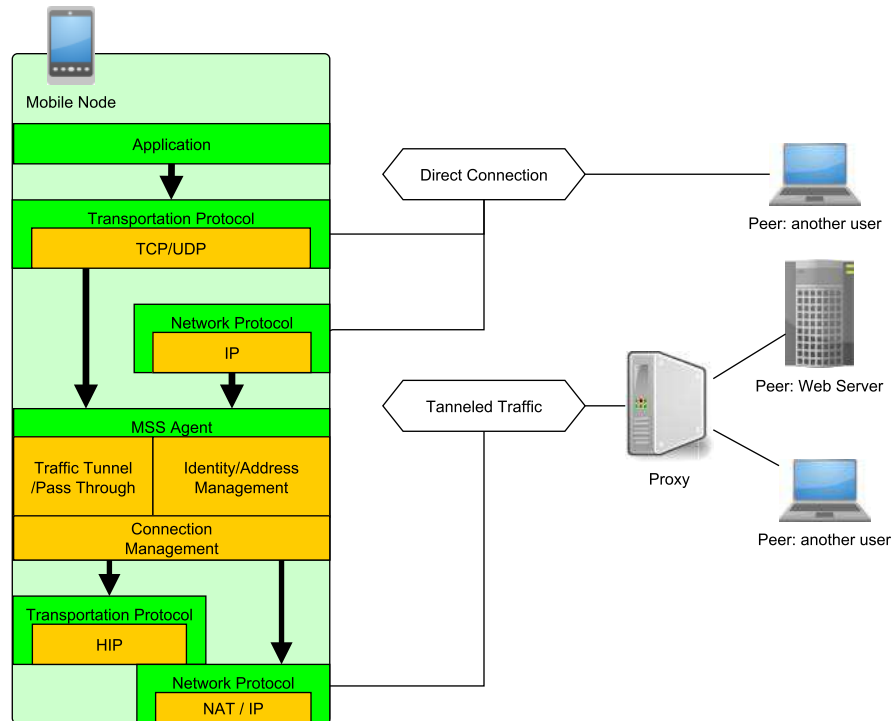 Mobile Node
Application
Transportation Protocol
TCP/UDP
Network Protocol
IP
MSS Agent
Traffic Tunnel
/Pass Through
Identity/Address
Management
Connection
Management
Transportation Protocol
HIP
Network Protocol
NAT / IP
Direct Connection
Peer: another user
Peer: Web Server
Tanneled Traffic
Proxy
Peer: another user